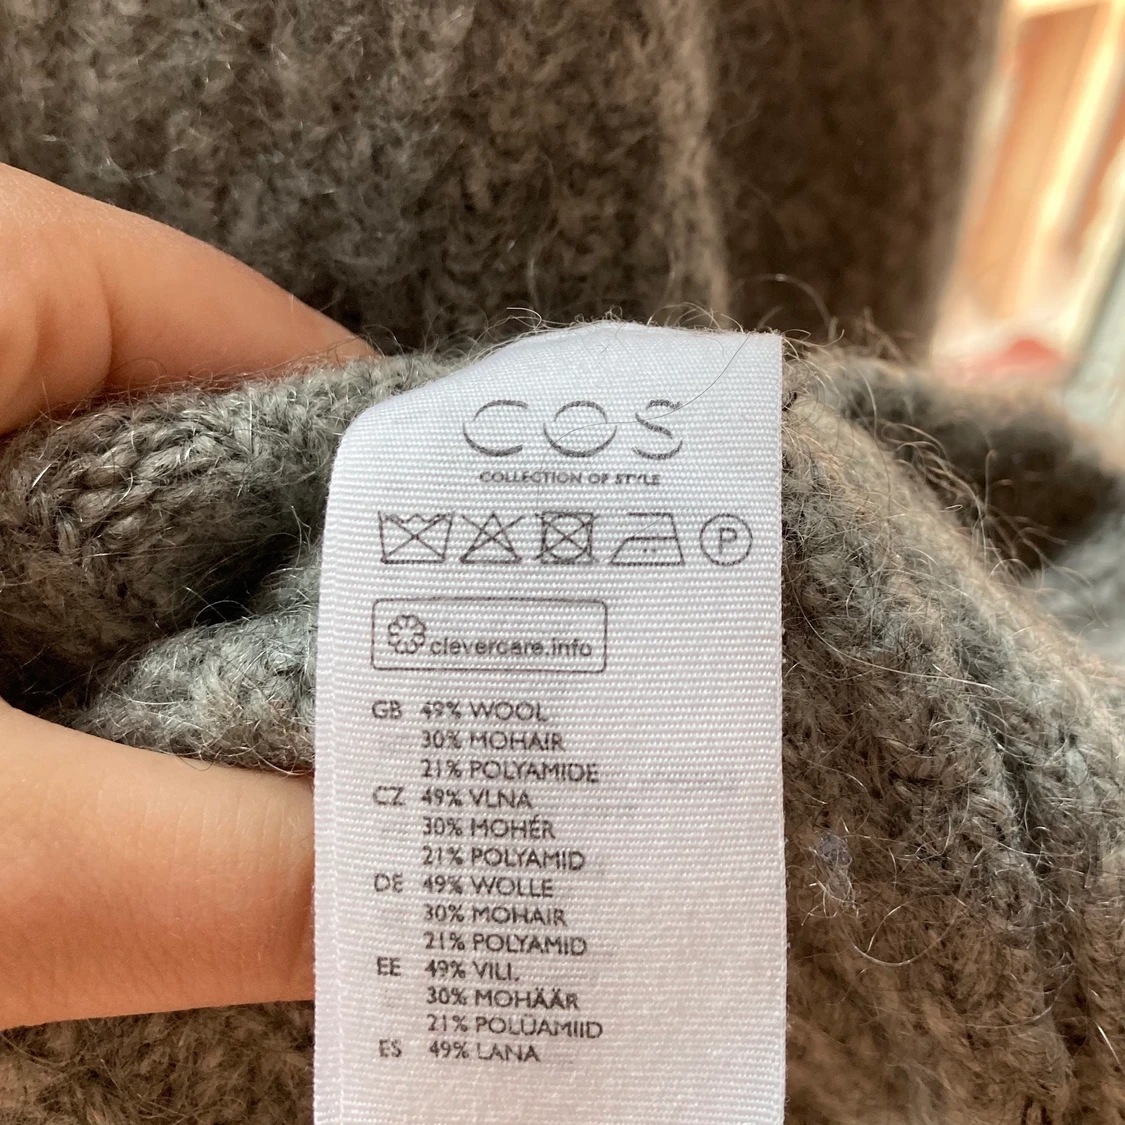 COS
COLLECTION OF STYLE
P
clevercare.info
GB 49% WOOL
30% MOHAIR
21% POLYAMIDE
CZ 49% VLNA
30% MOHÉR
21% POLYAMID
DE 49% WOLLE
30% MOHAIR
21% POLYAMID
EE 49% VILL
30% MOHÄÄR
21% POLÜAMIID
ES 49% LANA